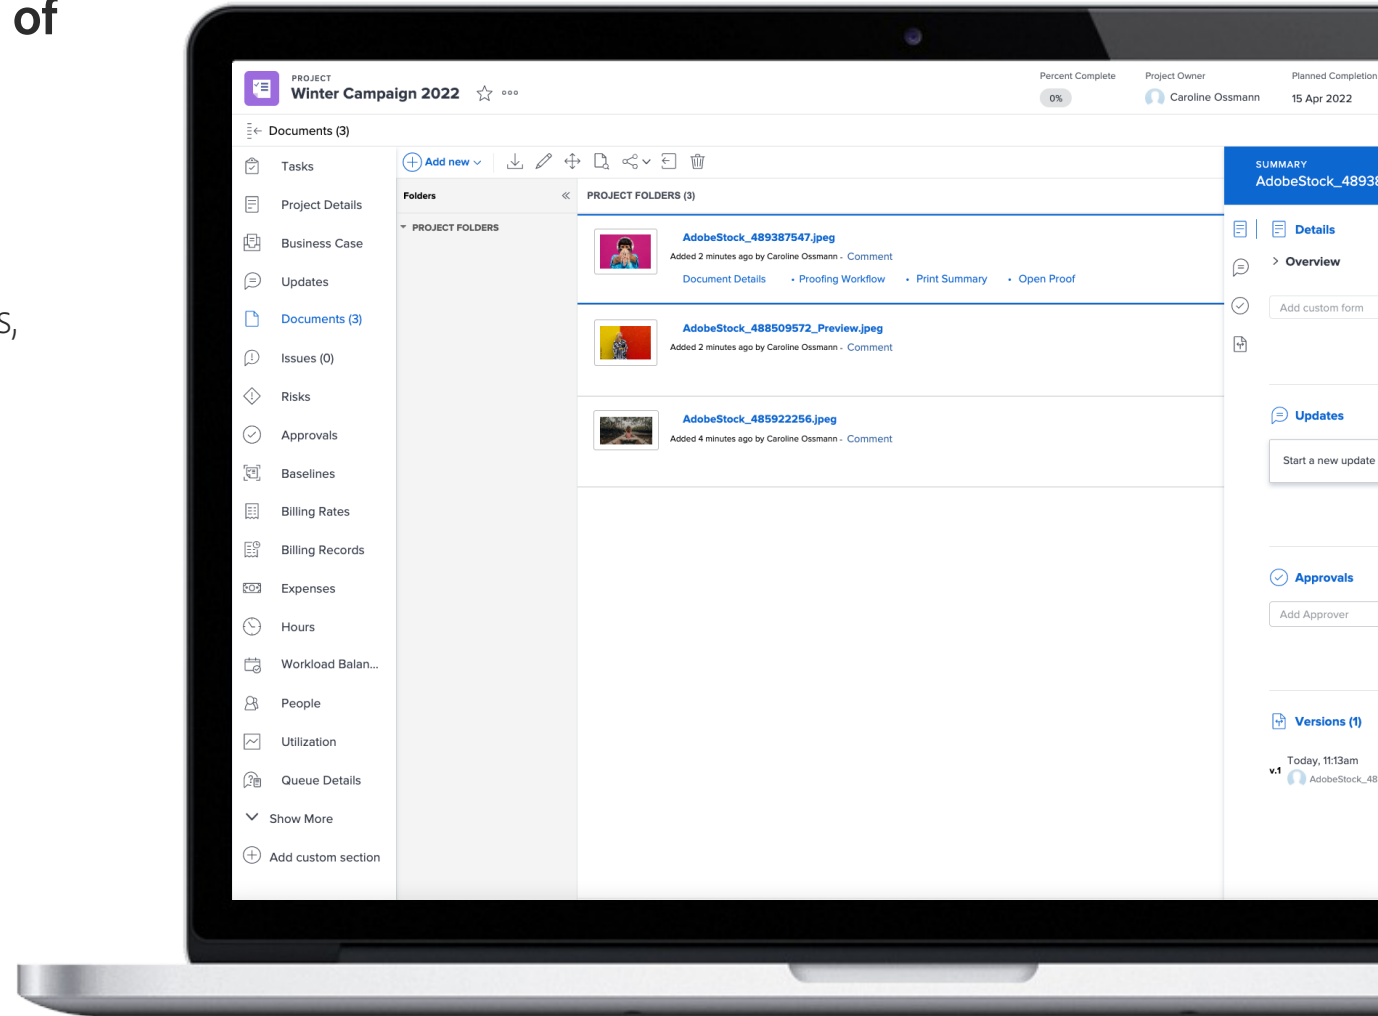 of
s,
PROJECT
Winter Campaign 2022
Percent Complete
0%
Project Owner
Caroline Ossmann
Planned Completion
15 Apr 2022
Documents (3)
Tasks
Project Details
Business Case
Updates
Documents (3)
Issues (0)
Risks
Approvals
Baselines
Billing Rates
Billing Records
Expenses
Hours
Workload Balan...
People
Utilization
Queue Details
Show More
Add custom section
Add new
Folders
PROJECT FOLDERS
PROJECT FOLDERS (3)
AdobeStock_489387547.jpeg
Added 2 minutes ago by Caroline Ossmann - Comment
Document Details • Proofing Workflow • Print Summary • Open Proof
AdobeStock_488509572_Preview.jpeg
Added 2 minutes ago by Caroline Ossmann - Comment
AdobeStock_485922256.jpeg
Added 4 minutes ago by Caroline Ossmann - Comment
SUMMARY
AdobeStock_48938
Details
Overview
Add custom form
Updates
Start a new update
Approvals
Add Approver
Versions (1)
v.1 Today, 11:13am
AdobeStock_48